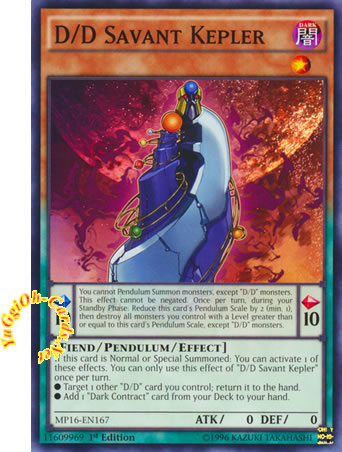 D/D Savant Kepler
DARK
闇
You cannot Pendulum Summon monsters, except "D/D" monsters.
This effect cannot be negated. Once per turn, during your
Standby Phase: Reduce this card's Pendulum Scale by 2 (min. 1),
then destroy all monsters you control with a Level greater than
or equal to this card's Pendulum Scale, except "D/D" monsters.
10
FIEND/PENDULUM/EFFECT]
this card is Normal or Special Summoned: You can activate 1 of
these effects. You can only use this effect of "D/D Savant Kepler"
once per turn.
● Target 1 other "D/D" card you control; return it to the hand.
● Add 1 "Dark Contract" card from your Deck to your hand.
MP16-EN167
ATK/ 0 DEF/ 0
11609969 1st Edition
©1996 KAZUKI TAKAHASHI